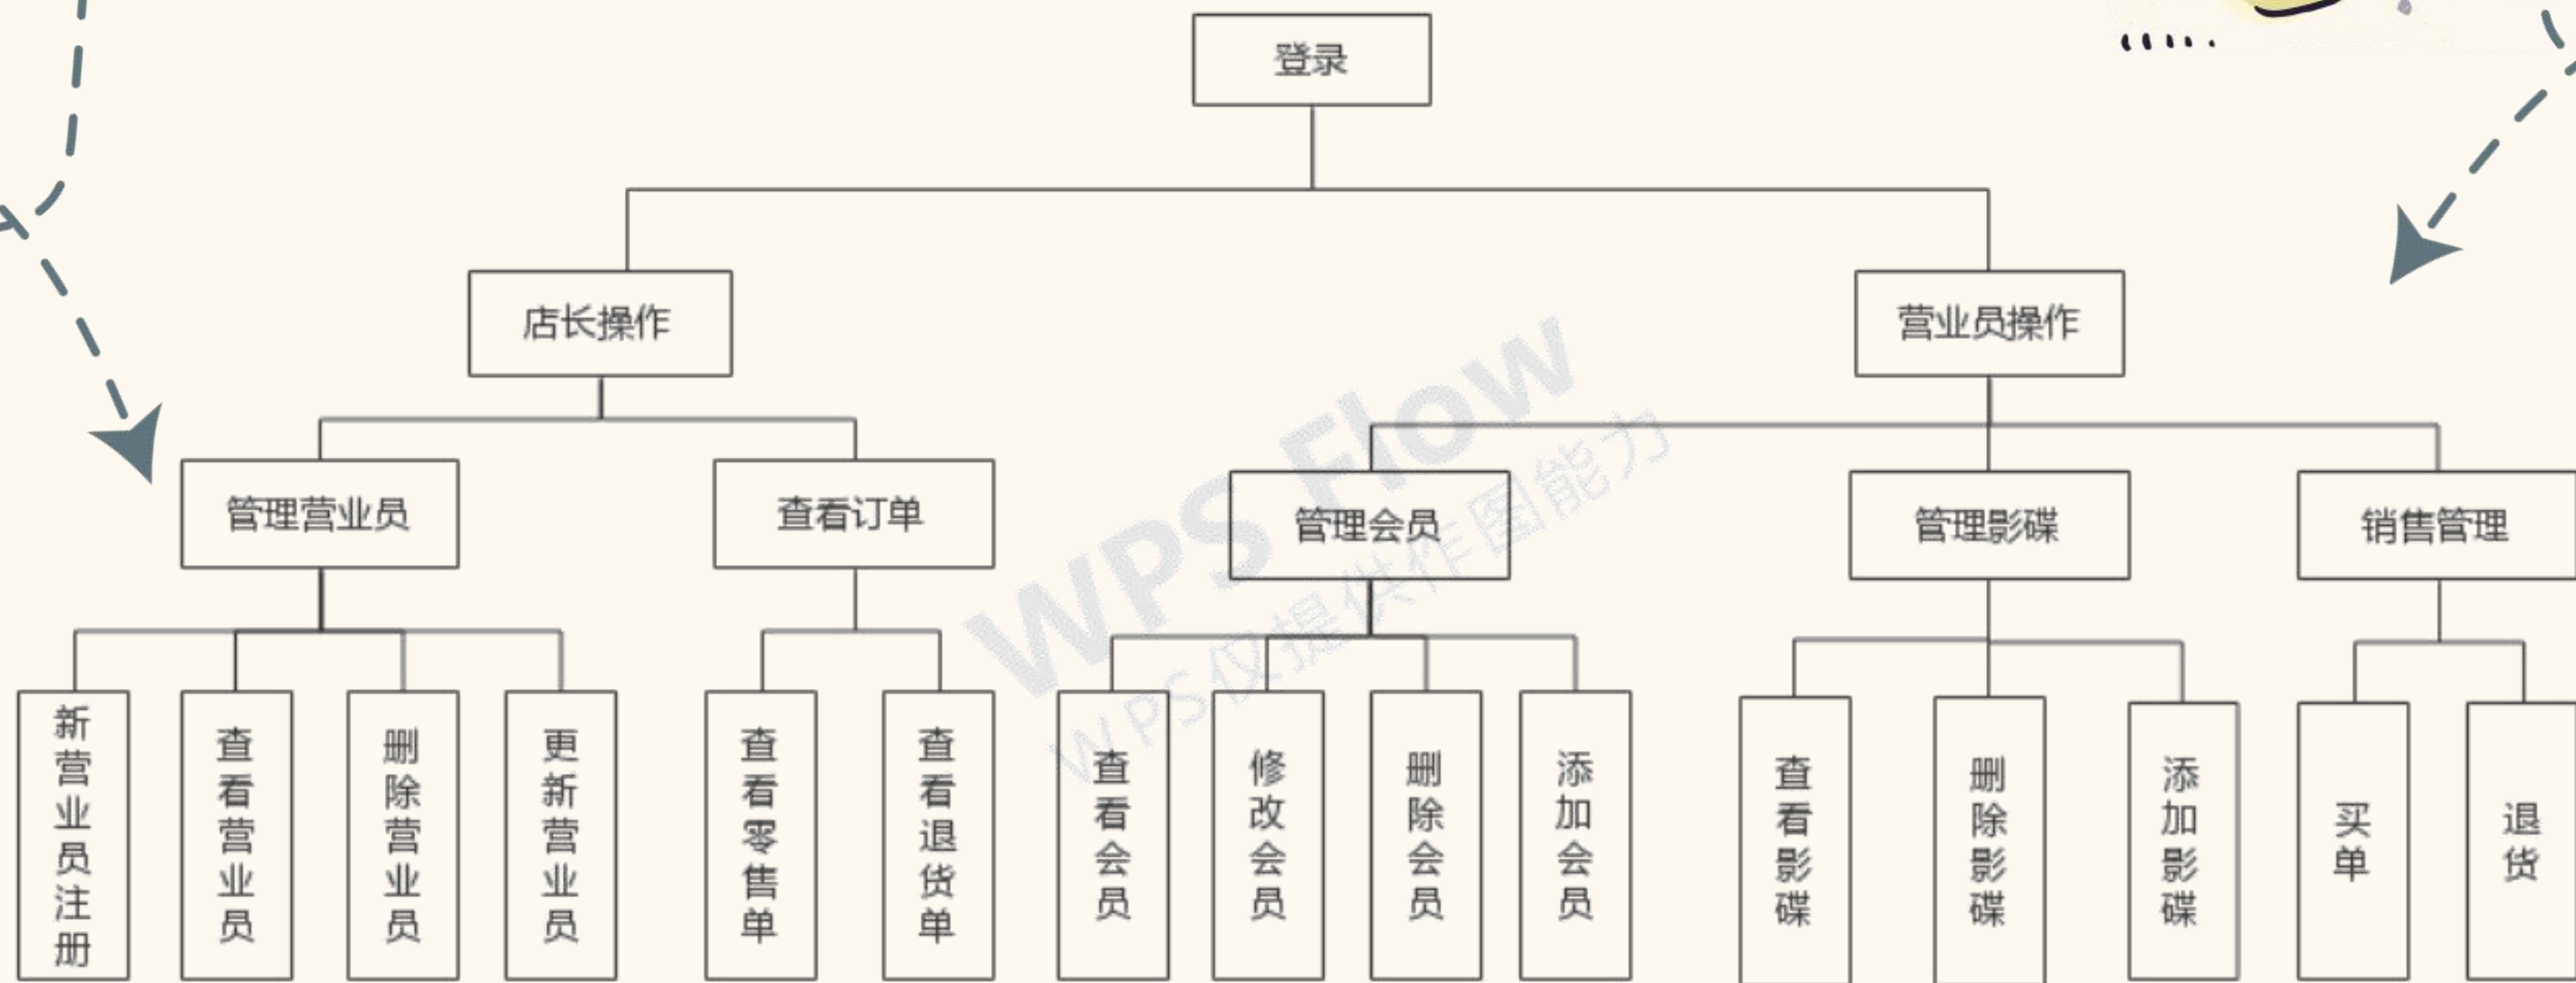 登录
店长操作
营业员操作
管理营业员
查看订单
管理会员
管理影碟
销售管理
新营业员注册
查看营业员
删除营业员
更新营业员
查看零售单
查看退货单
查看会员
修改会员
删除会员
添加会员
查看影碟
删除影碟
添加影碟
买单
退货
WPS Flow
WPS仅提供作图能力